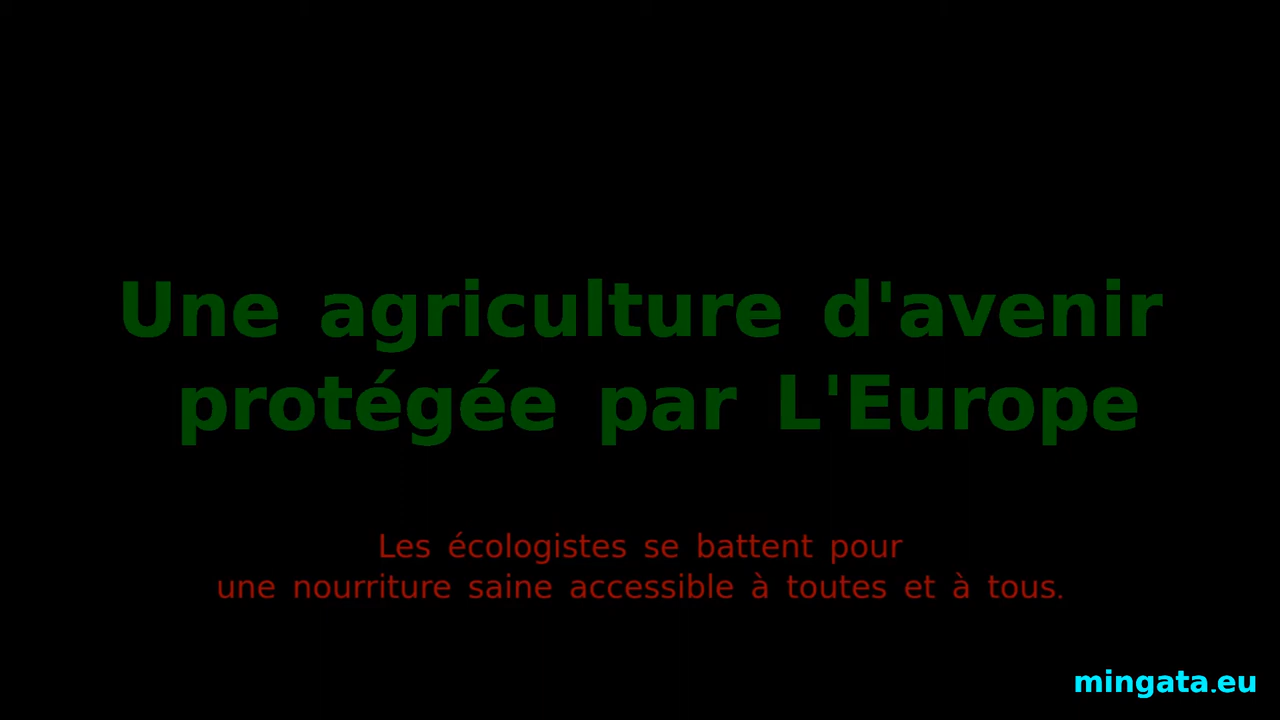 Une agriculture d'avenir
protégée par L'Europe
Les écologistes se battent pour
une nourriture saine accessible à toutes et à tous.
mingata.eu